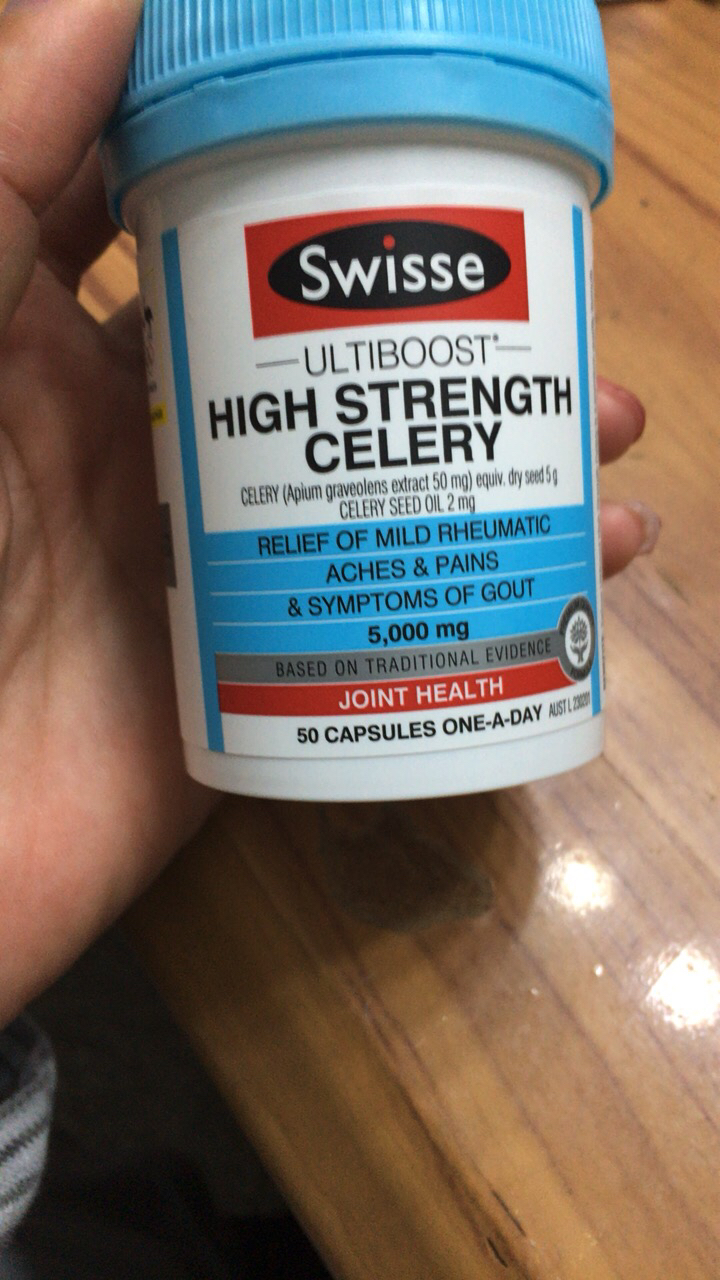 Swisse
ULTIBOOST*
HIGH STRENGTH
CELERY
CELERY (Apium graveolens extract 50 mg) equiv. dry seed 5 g
CELERY SEED OIL 2 mg
RELIEF OF MILD RHEUMATIC
ACHES & PAINS
& SYMPTOMS OF GOUT
5,000 mg
BASED ON TRADITIONAL EVIDENCE
JOINT HEALTH
50 CAPSULES ONE-A-DAY AUST L